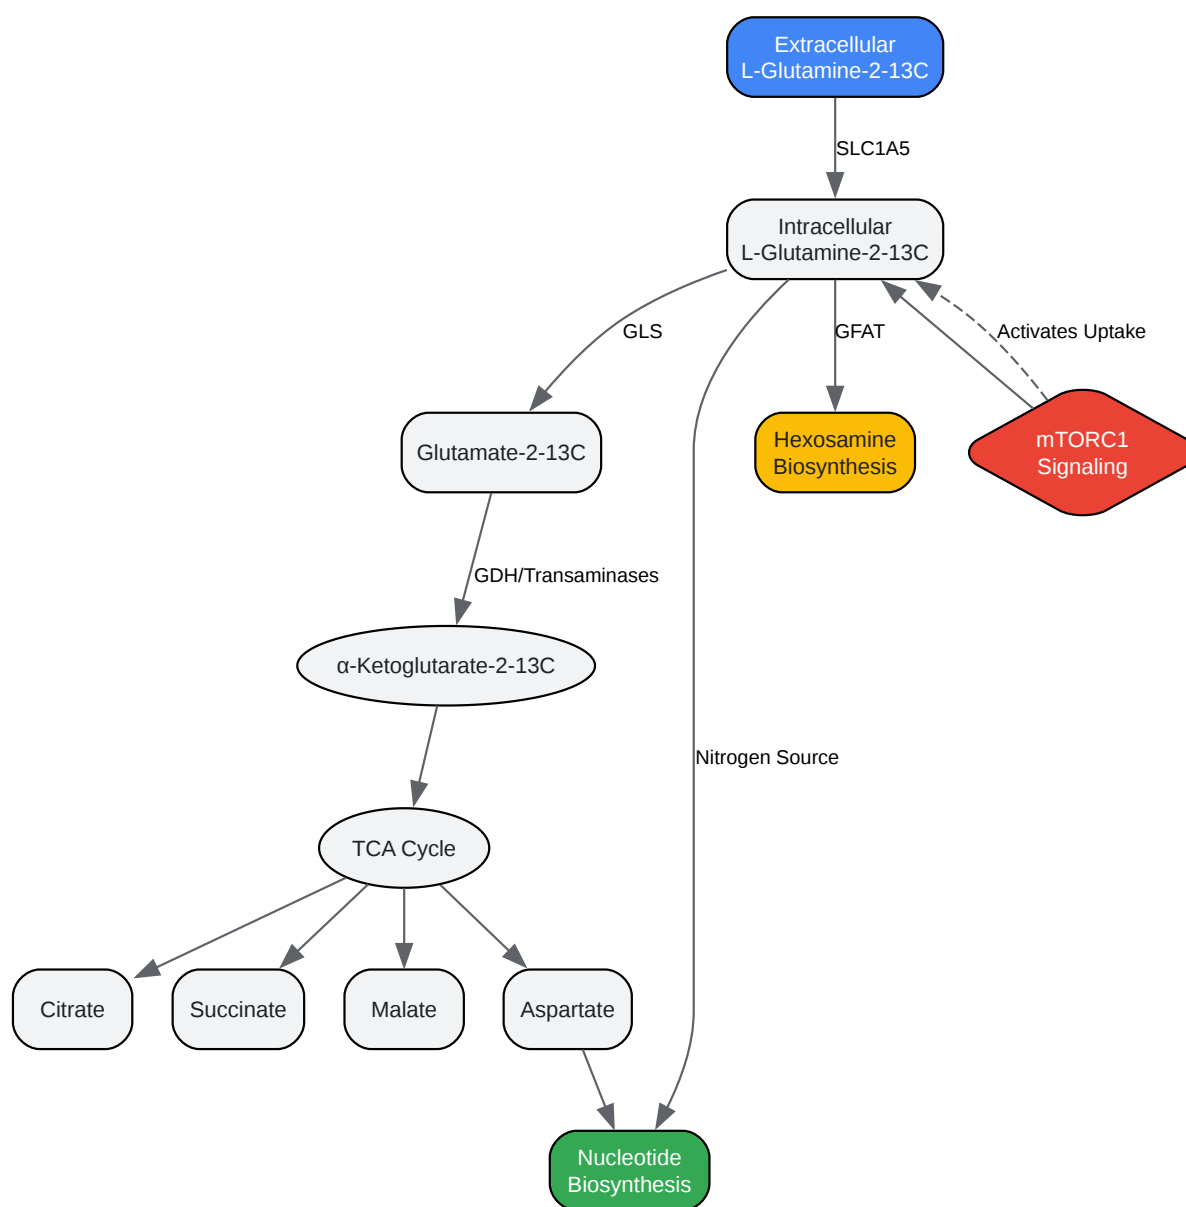 Extracellular
L-Glutamine-2-13C
SLC1A5
Intracellular
L-Glutamine-2-13C
GLS
GFAT
Activates Uptake
Glutamate-2-13C
Hexosamine
Biosynthesis
mTORC1
Signaling
GDH/Transaminases
α-Ketoglutarate-2-13C
Nitrogen Source
TCA Cycle
Citrate
Succinate
Malate
Aspartate
Nucleotide
Biosynthesis